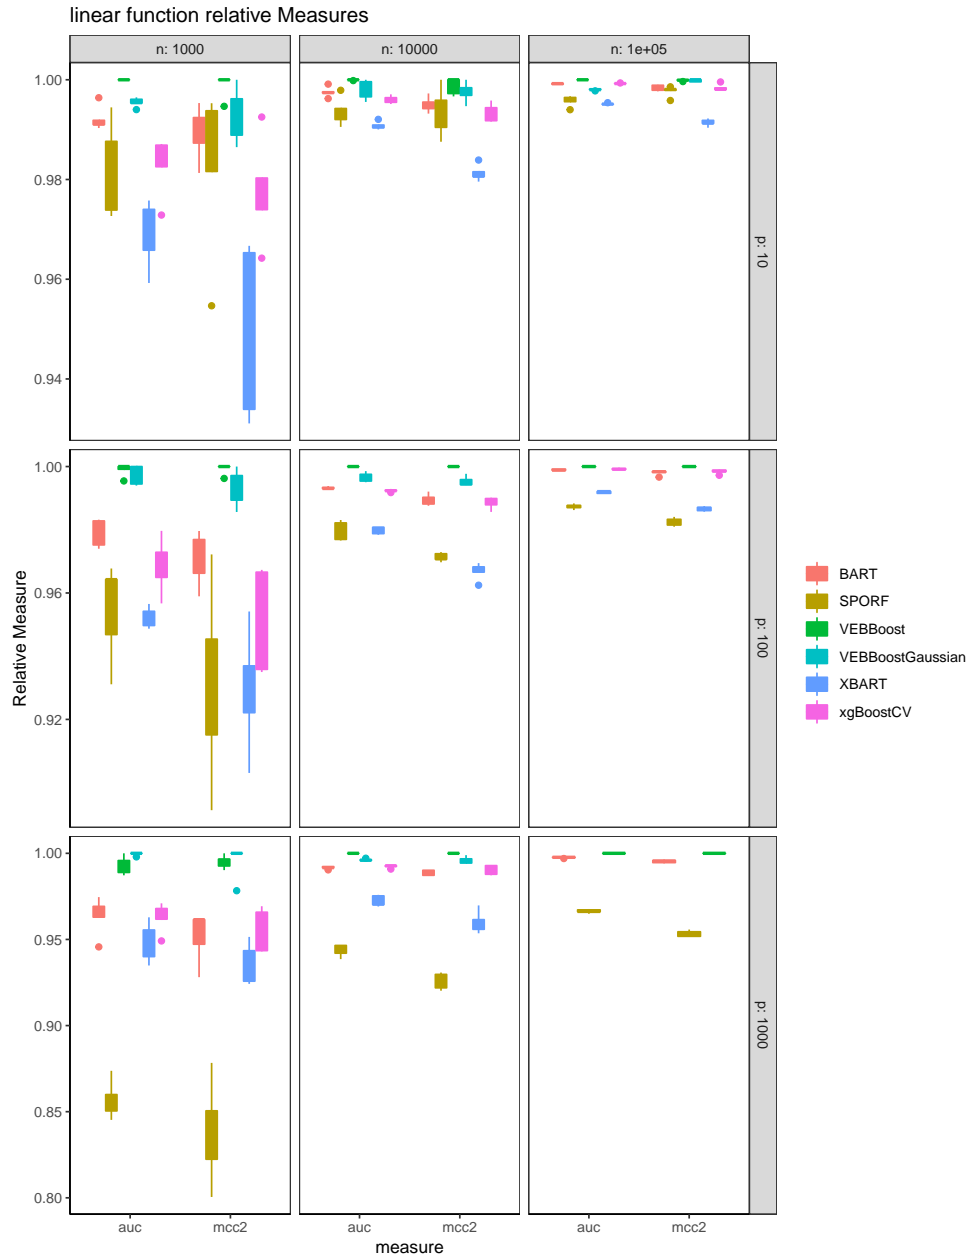 linear function relative Measures
n: 1000
n: 10000
n: 1e+05
1.00
0.98
0.96
0.94
p: 10
1.00
0.96
0.92
p: 100
1.00
0.95
0.90
0.85
0.80
p: 1000
Relative Measure
auc
mcc2
auc
mcc2
auc
mcc2
measure
BART
SPORF
VEBBoost
VEBBoostGaussian
XBART
xgBoostCV